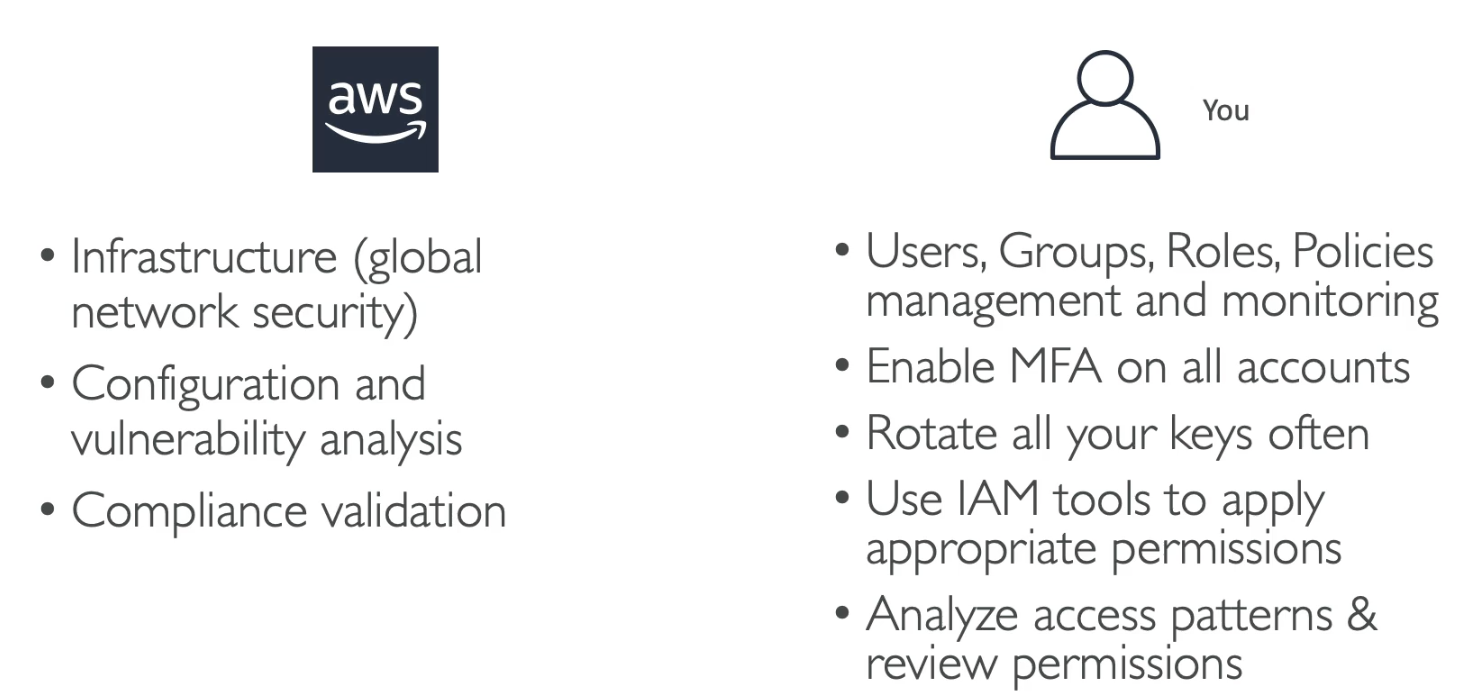 aws
• Infrastructure (global
network security)
• Configuration and
vulnerability analysis
• Compliance validation
You
• Users, Groups, Roles, Policies
management and monitoring
• Enable MFA on all accounts
• Rotate all your keys often
• Use IAM tools to apply
appropriate permissions
• Analyze access patterns &
review permissions